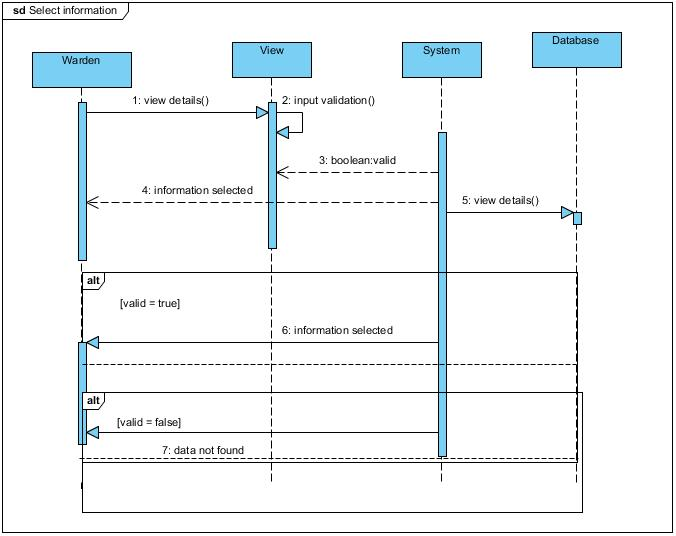 sd Select information
Warden
View
System
Database
1: view details()
2: input validation()
3: boolean:valid
4: information selected
5: view details()
alt
[valid = true]
6: information selected
alt
[valid = false]
7: data not found